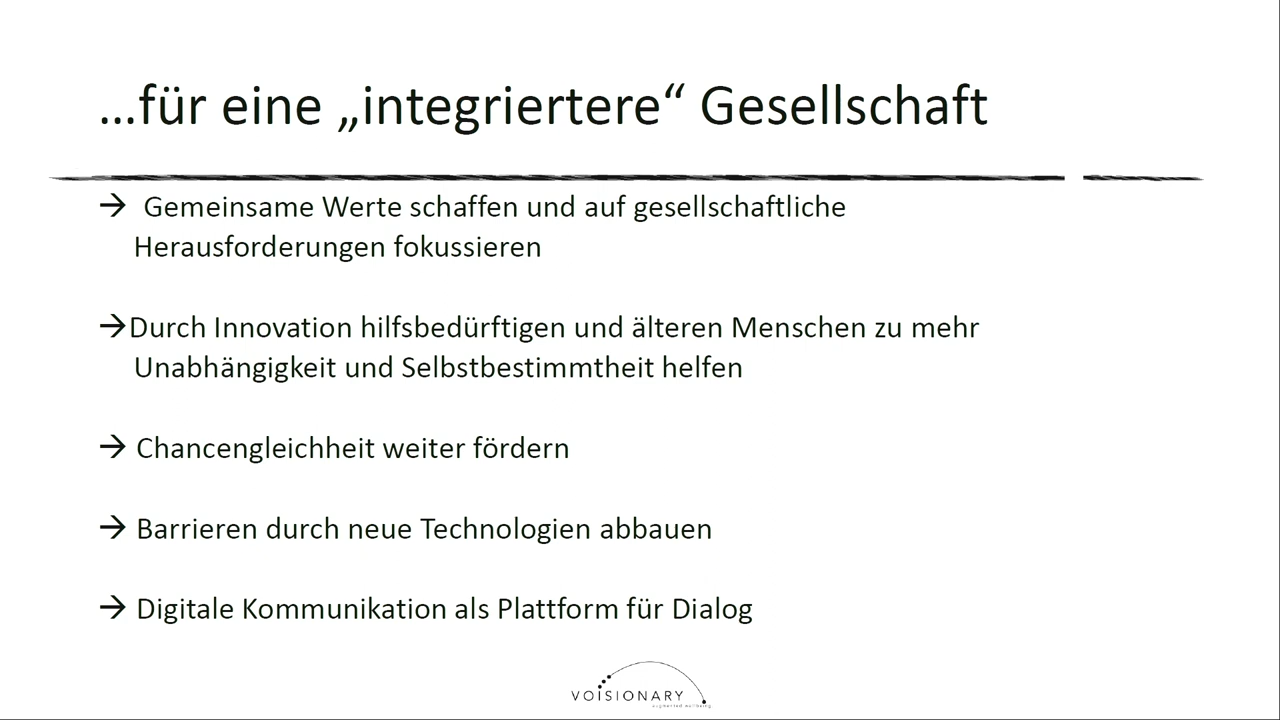 ...für eine „integriertere“ Gesellschaft
→ Gemeinsame Werte schaffen und auf gesellschaftliche
Herausforderungen fokussieren
→Durch Innovation hilfsbedürftigen und älteren Menschen zu mehr
Unabhängigkeit und Selbstbestimmtheit helfen
→ Chancengleichheit weiter fördern
→ Barrieren durch neue Technologien abbauen
→ Digitale Kommunikation als Plattform für Dialog
VOISIONARY
augmented wellbeing